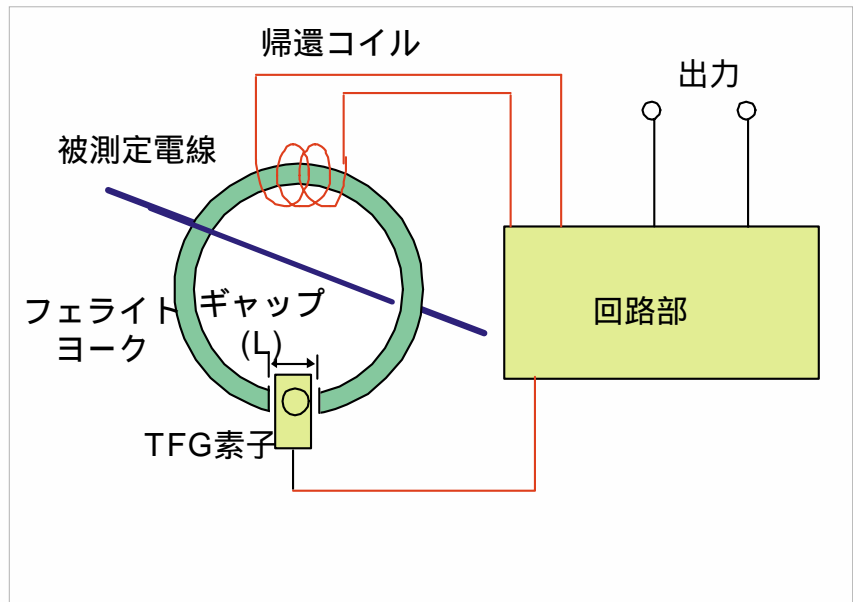 帰還コイル
出力
被測定電線
フェライト
ヨーク
ギャップ
(L)
回路部
TFG素子